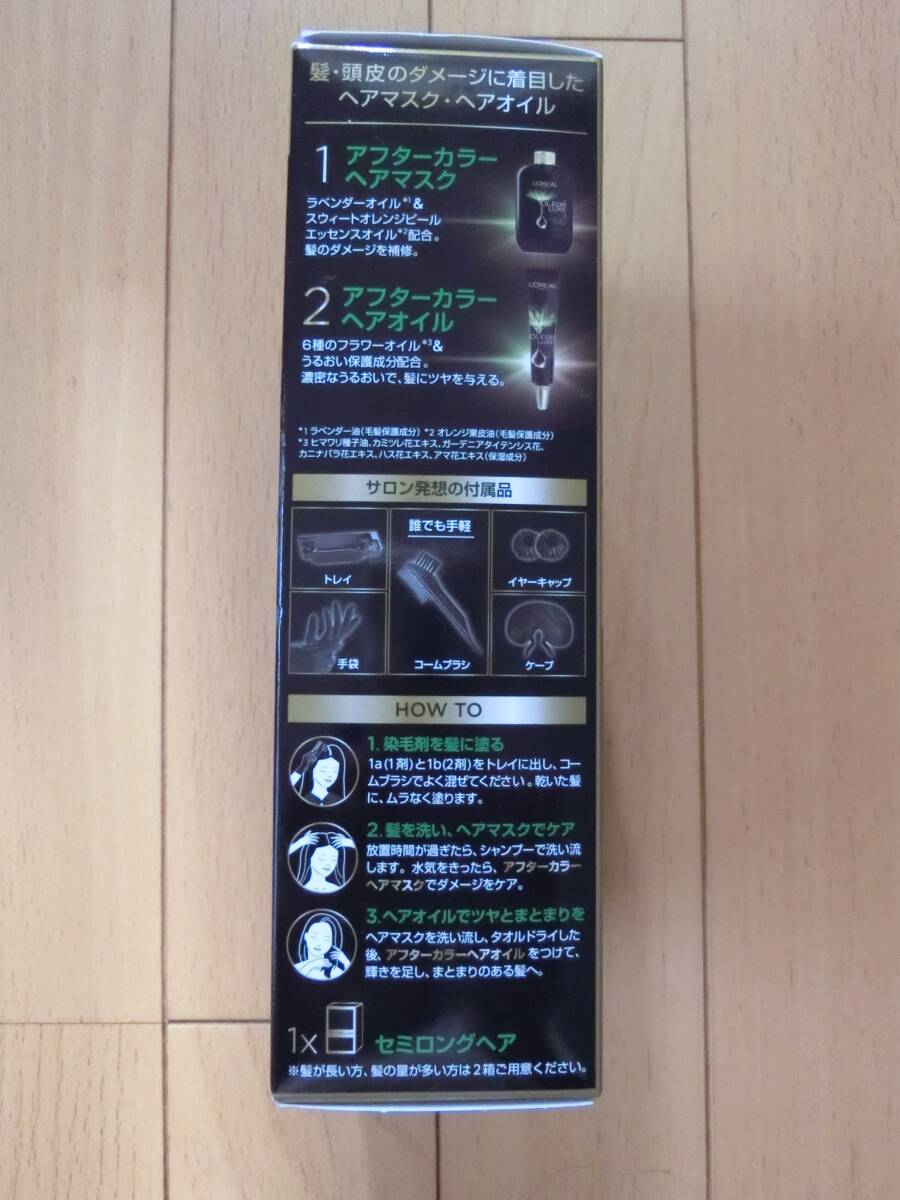 髪・頭皮のダメージに着目した
ヘアマスク・ヘアオイル
1 アフターカラー
ヘアマスク
ラベンダーオイル*1&
スウィートオレンジピール
エッセンスオイル*2配合。
髪のダメージを補修。
L'ORÉAL
OLÉOR
LUXE
2 アフターカラー
ヘアオイル
6種のフラワーオイル*3&
うるおい保護成分配合。
濃密なうるおいで、髪にツヤを与える。
L'ORÉAL
OLÉOR
LUXE
*1 ラベンダー油(毛髪保護成分) *2 オレンジ果皮油(毛髪保護成分)
*3 ヒマワリ種子油、カミツレ花エキス、ガーデニアタイテンシス花、
カニナバラ花エキス、ハス花エキス、アマ花エキス(保湿成分)
サロン発想の付属品
トレイ
手袋
誰でも手軽
コームブラシ
イヤーキャップ
ケープ
HOW TO
1. 染毛剤を髪に塗る
1a(1剤)と1b(2剤)をトレイに出し、コー
ムブラシでよく混ぜてください。乾いた髪
に、ムラなく塗ります。
2. 髪を洗い、ヘアマスクでケア
放置時間が過ぎたら、シャンプーで洗い流
します。水気をきったら、アフターカラー
ヘアマスクでダメージをケア。
3. ヘアオイルでツヤとまとまりを
ヘアマスクを洗い流し、タオルドライした
後、アフターカラーヘアオイルをつけて、
輝きを足し、まとまりのある髪へ。
1x セミロングヘア
※髪が長い方、髪の量が多い方は2箱ご用意ください。